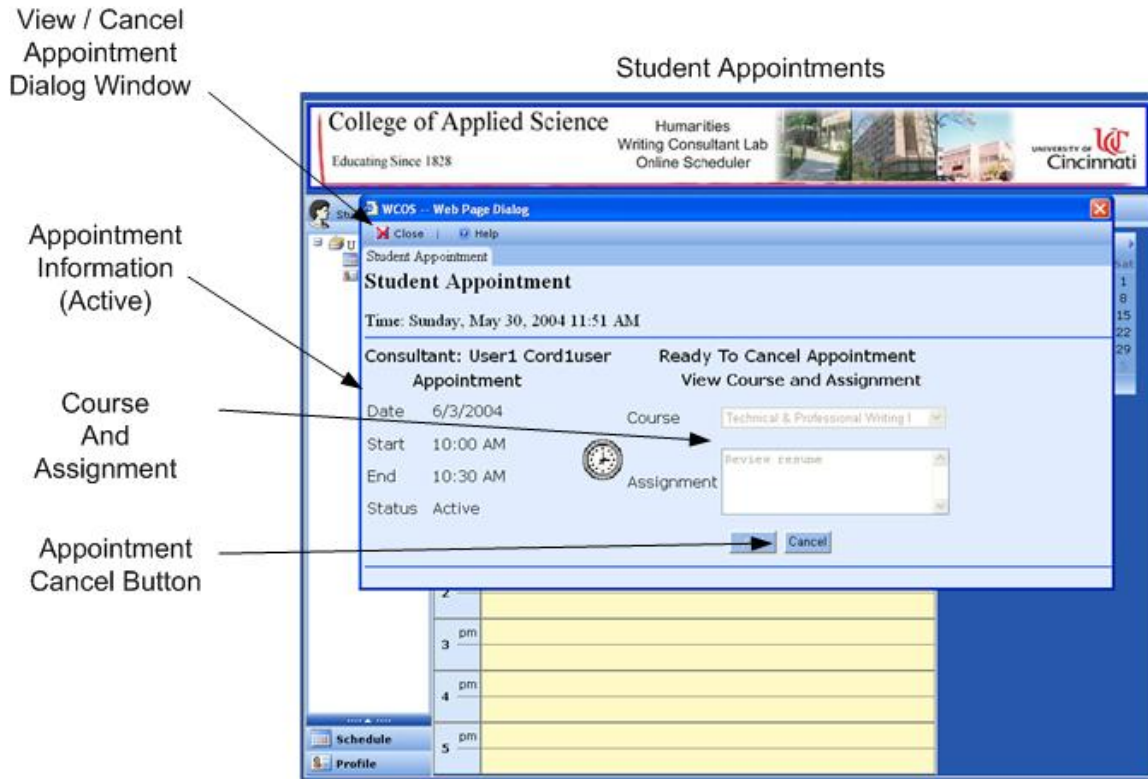 View / Cancel
Appointment
Dialog Window
Student Appointments
College of Applied Science
Educating Since 1828
Humanities
Writing Consultant Lab
Online Scheduler
UNIVERSITY OF
Cincinnati
WCOS -- Web Page Dialog
Close | Help
Student Appointment
Student Appointment
Time: Sunday, May 30, 2004 11:51 AM
Appointment
Information
(Active)
Consultant: User1 Cord1user
Appointment
Ready To Cancel Appointment
View Course and Assignment
Date 6/3/2004
Start 10:00 AM
End 10:30 AM
Status Active
Course Technical & Professional Writing I
Assignment Review resume
Cancel
Course
And
Assignment
Appointment
Cancel Button
Sat
1
8
15
22
29
2
3 pm
4 pm
5 pm
Schedule
Profile